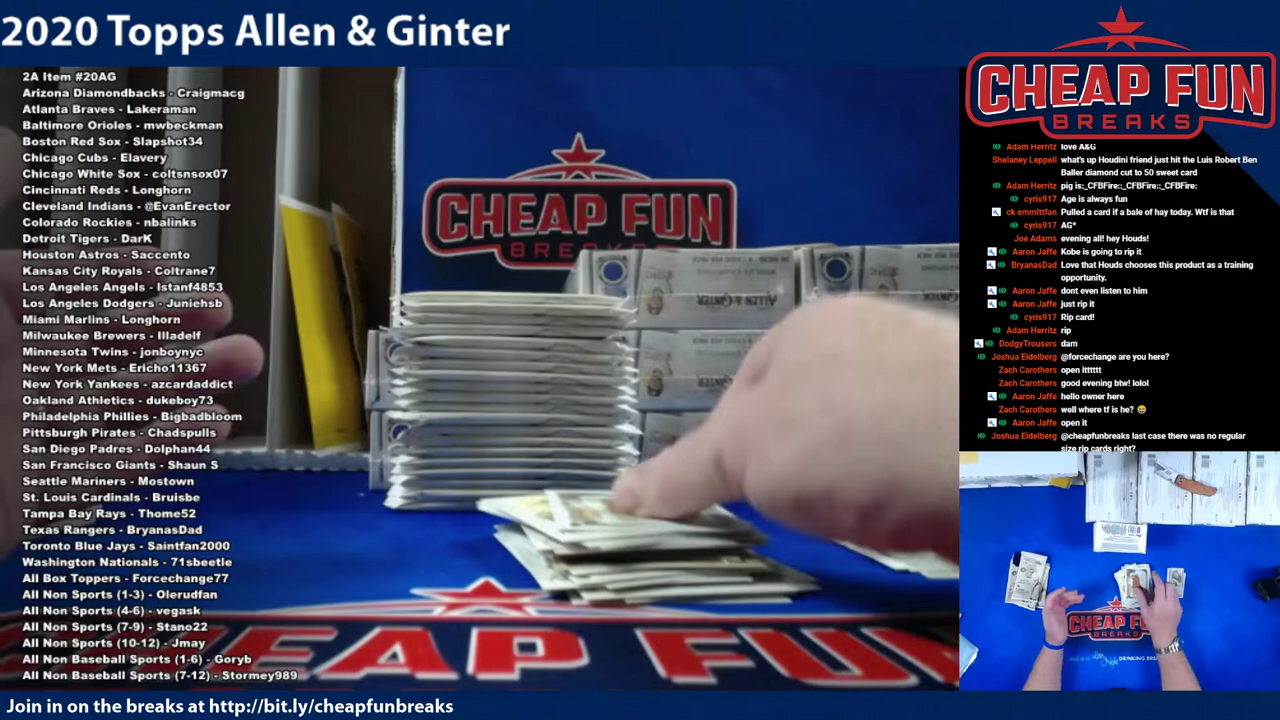 2020 Topps Allen & Ginter
2A Item #20AG
Arizona Diamondbacks - Craigmacg
Atlanta Braves - Lakeraman
Baltimore Orioles - mwbeckman
Boston Red Sox - Slapshot34
Chicago Cubs - Elavery
Chicago White Sox - coltsnsox07
Cincinnati Reds - Longhorn
Cleveland Indians - @EvanErector
Colorado Rockies - nbalinks
Detroit Tigers - DarK
Houston Astros - Saccento
Kansas City Royals - Coltrane7
Los Angeles Angels - Istanf4853
Los Angeles Dodgers - Junichsb
Miami Marlins - Longhorn
Milwaukee Brewers - Illadelf
Minnesota Twins - jonboynyc
New York Mets - Ericho11367
New York Yankees - azcardaddict
Oakland Athletics - dukeboy73
Philadelphia Phillies - Bigbadbloom
Pittsburgh Pirates - Chadspulls
San Diego Padres - Dolphan44
San Francisco Giants - Shaun S
Seattle Mariners - Mostown
St. Louis Cardinals - Bruisbe
Tampa Bay Rays - Thome52
Texas Rangers - BryanasDad
Toronto Blue Jays - Saintfan2000
Washington Nationals - 71sbeetle
All Box Toppers - Forcechange77
All Non Sports (1-3) - Olerudfan
All Non Sports (4-6) - vegask
All Non Sports (7-9) - Stano22
All Non Sports (10-12) - Jmay
All Non Baseball Sports (1-6) - Goryb
All Non Baseball Sports (7-12) - Stormey989
CHEAP FUN
BREAKS
ALLEN & GINTER
CHEAP FUN
CHEAP FUN
BREAKS
Adam Herritz love A&G
Shelaney Leppell what's up Houdini friend just hit the Luis Robert Ben
Baller diamond cut to 50 sweet card
Adam Herritz pig is:_CFBFire::_CFBFire:
cyris917 Age is always fun
ck emmittfan Pulled a card if a bale of hay today. Wtf is that
cyris917 AG*
Joe Adams evening all! hey Houds!
Aaron Jaffe Kobe is going to rip it
BryanasDad Love that Houds chooses this product as a training
opportunity.
Aaron Jaffe dont even listen to him
Aaron Jaffe just rip it
cyris917 Rip card!
Adam Herritz rip
DodgyTrousers dam
Joshua Eidelberg @forcechange are you here?
Zach Carothers open itttttt
Zach Carothers good evening btw! lolol
Aaron Jaffe hello owner here
Zach Carothers well where tf is he? 😅
Aaron Jaffe open it
Joshua Eidelberg @cheapfunbreaks last case there was no regular
size rip cards right?
CHEAP FUN
BREAKS
Join in on the breaks at http://bit.ly/cheapfunbreaks